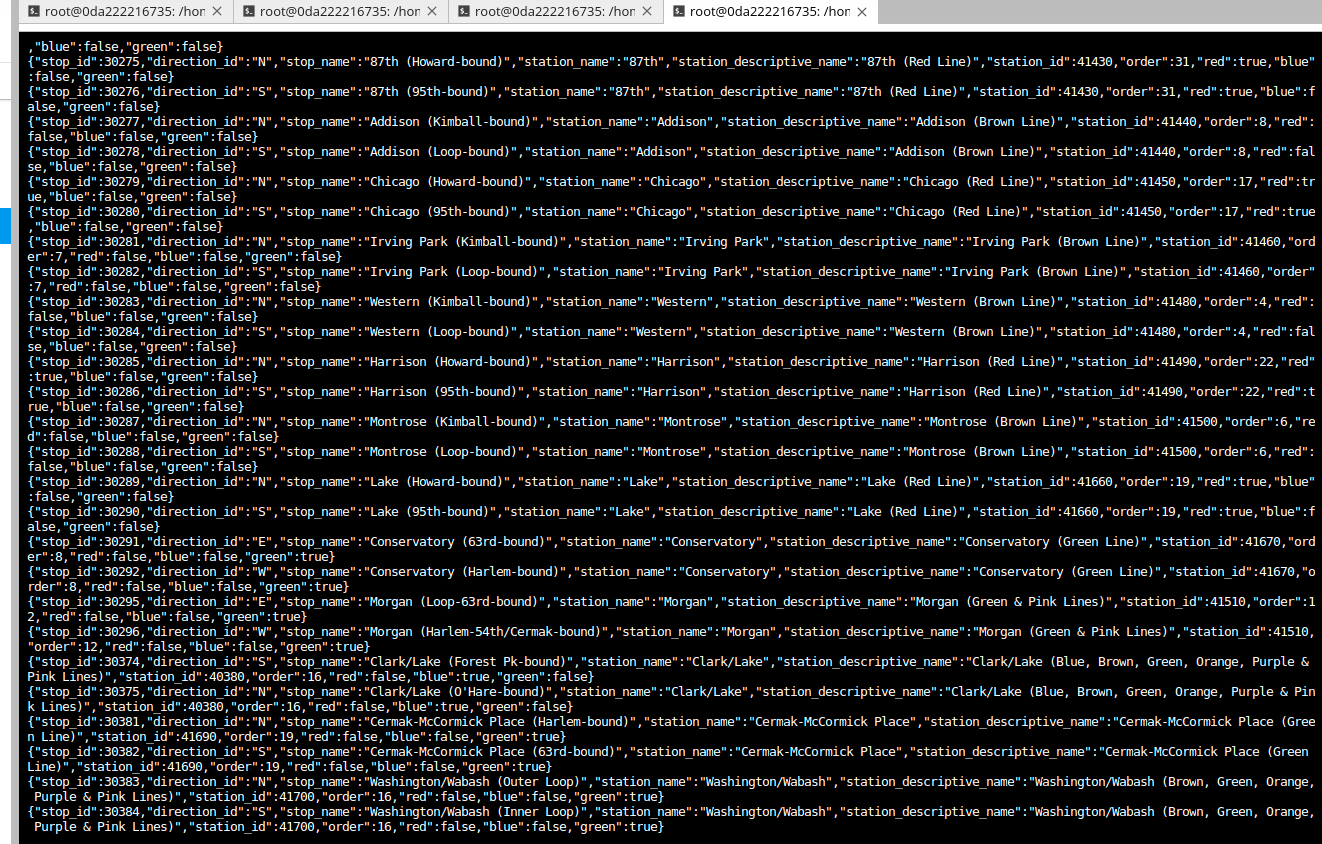 root@0da222216735: /hon
root@0da222216735: /hon
root@0da222216735: /hon
root@0da222216735: /hon
,"blue":false,"green":false}
{"stop_id":30275,"direction_id":"N","stop_name":"87th (Howard-bound)","station_name":"87th","station_descriptive_name":"87th (Red Line)","station_id":41430,"order":31,"red":true,"blue"
:false,"green":false}
{"stop_id":30276,"direction_id":"S","stop_name":"87th (95th-bound)","station_name":"87th","station_descriptive_name":"87th (Red Line)","station_id":41430,"order":31,"red":true,"blue":f
alse,"green":false}
{"stop_id":30277,"direction_id":"N","stop_name":"Addison (Kimball-bound)","station_name":"Addison","station_descriptive_name":"Addison (Brown Line)","station_id":41440,"order":8,"red":
false,"blue":false,"green":false}
{"stop_id":30278,"direction_id":"S","stop_name":"Addison (Loop-bound)","station_name":"Addison","station_descriptive_name":"Addison (Brown Line)","station_id":41440,"order":8,"red":fal
se,"blue":false,"green":false}
{"stop_id":30279,"direction_id":"N","stop_name":"Chicago (Howard-bound)","station_name":"Chicago","station_descriptive_name":"Chicago (Red Line)","station_id":41450,"order":17,"red":tr
ue,"blue":false,"green":false}
{"stop_id":30280,"direction_id":"S","stop_name":"Chicago (95th-bound)","station_name":"Chicago","station_descriptive_name":"Chicago (Red Line)","station_id":41450,"order":17,"red":true
,"blue":false,"green":false}
{"stop_id":30281,"direction_id":"N","stop_name":"Irving Park (Kimball-bound)","station_name":"Irving Park","station_descriptive_name":"Irving Park (Brown Line)","station_id":41460,"ord
er":7,"red":false,"blue":false,"green":false}
{"stop_id":30282,"direction_id":"S","stop_name":"Irving Park (Loop-bound)","station_name":"Irving Park","station_descriptive_name":"Irving Park (Brown Line)","station_id":41460,"order"
:7,"red":false,"blue":false,"green":false}
{"stop_id":30283,"direction_id":"N","stop_name":"Western (Kimball-bound)","station_name":"Western","station_descriptive_name":"Western (Brown Line)","station_id":41480,"order":4,"red":
false,"blue":false,"green":false}
{"stop_id":30284,"direction_id":"S","stop_name":"Western (Loop-bound)","station_name":"Western","station_descriptive_name":"Western (Brown Line)","station_id":41480,"order":4,"red":fal
se,"blue":false,"green":false}
{"stop_id":30285,"direction_id":"N","stop_name":"Harrison (Howard-bound)","station_name":"Harrison","station_descriptive_name":"Harrison (Red Line)","station_id":41490,"order":22,"red"
:true,"blue":false,"green":false}
{"stop_id":30286,"direction_id":"S","stop_name":"Harrison (95th-bound)","station_name":"Harrison","station_descriptive_name":"Harrison (Red Line)","station_id":41490,"order":22,"red":t
rue,"blue":false,"green":false}
{"stop_id":30287,"direction_id":"N","stop_name":"Montrose (Kimball-bound)","station_name":"Montrose","station_descriptive_name":"Montrose (Brown Line)","station_id":41500,"order":6,"re
d":false,"blue":false,"green":false}
{"stop_id":30288,"direction_id":"S","stop_name":"Montrose (Loop-bound)","station_name":"Montrose","station_descriptive_name":"Montrose (Brown Line)","station_id":41500,"order":6,"red":
false,"blue":false,"green":false}
{"stop_id":30289,"direction_id":"N","stop_name":"Lake (Howard-bound)","station_name":"Lake","station_descriptive_name":"Lake (Red Line)","station_id":41660,"order":19,"red":true,"blue"
:false,"green":false}
{"stop_id":30290,"direction_id":"S","stop_name":"Lake (95th-bound)","station_name":"Lake","station_descriptive_name":"Lake (Red Line)","station_id":41660,"order":19,"red":true,"blue":f
alse,"green":false}
{"stop_id":30291,"direction_id":"E","stop_name":"Conservatory (63rd-bound)","station_name":"Conservatory","station_descriptive_name":"Conservatory (Green Line)","station_id":41670,"ord
er":8,"red":false,"blue":false,"green":true}
{"stop_id":30292,"direction_id":"W","stop_name":"Conservatory (Harlem-bound)","station_name":"Conservatory","station_descriptive_name":"Conservatory (Green Line)","station_id":41670,"o
rder":8,"red":false,"blue":false,"green":true}
{"stop_id":30295,"direction_id":"E","stop_name":"Morgan (Loop-63rd-bound)","station_name":"Morgan","station_descriptive_name":"Morgan (Green & Pink Lines)","station_id":41510,"order":1
2,"red":false,"blue":false,"green":true}
{"stop_id":30296,"direction_id":"W","stop_name":"Morgan (Harlem-54th/Cermak-bound)","station_name":"Morgan","station_descriptive_name":"Morgan (Green & Pink Lines)","station_id":41510,
"order":12,"red":false,"blue":false,"green":true}
{"stop_id":30374,"direction_id":"S","stop_name":"Clark/Lake (Forest Pk-bound)","station_name":"Clark/Lake","station_descriptive_name":"Clark/Lake (Blue, Brown, Green, Orange, Purple &
Pink Lines)","station_id":40380,"order":16,"red":false,"blue":true,"green":false}
{"stop_id":30375,"direction_id":"N","stop_name":"Clark/Lake (O'Hare-bound)","station_name":"Clark/Lake","station_descriptive_name":"Clark/Lake (Blue, Brown, Green, Orange, Purple & Pin
k Lines)","station_id":40380,"order":16,"red":false,"blue":true,"green":false}
{"stop_id":30381,"direction_id":"N","stop_name":"Cermak-McCormick Place (Harlem-bound)","station_name":"Cermak-McCormick Place","station_descriptive_name":"Cermak-McCormick Place (Gree
n Line)","station_id":41690,"order":19,"red":false,"blue":false,"green":true}
{"stop_id":30382,"direction_id":"S","stop_name":"Cermak-McCormick Place (63rd-bound)","station_name":"Cermak-McCormick Place","station_descriptive_name":"Cermak-McCormick Place (Green
Line)","station_id":41690,"order":19,"red":false,"blue":false,"green":true}
{"stop_id":30383,"direction_id":"N","stop_name":"Washington/Wabash (Outer Loop)","station_name":"Washington/Wabash","station_descriptive_name":"Washington/Wabash (Brown, Green, Orange,
Purple & Pink Lines)","station_id":41700,"order":16,"red":false,"blue":false,"green":true}
{"stop_id":30384,"direction_id":"S","stop_name":"Washington/Wabash (Inner Loop)","station_name":"Washington/Wabash","station_descriptive_name":"Washington/Wabash (Brown, Green, Orange,
Purple & Pink Lines)","station_id":41700,"order":16,"red":false,"blue":false,"green":true}